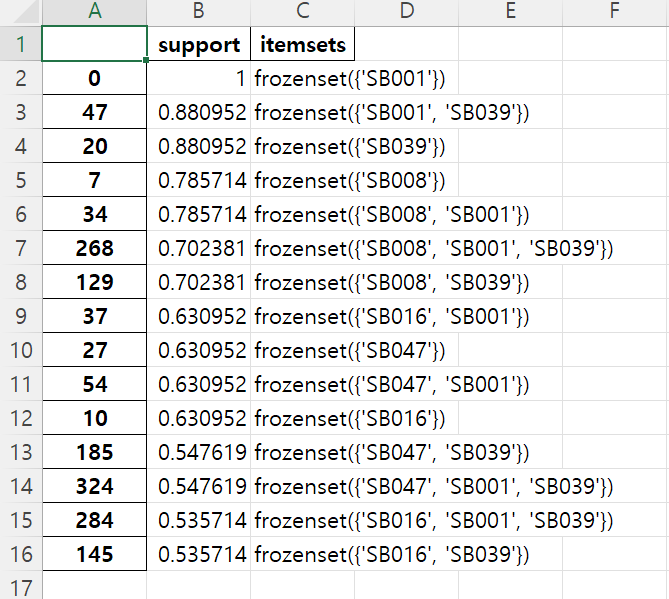 A B C D E F
1 support itemsets
2 0 1 frozenset({'SB001'})
3 47 0.880952 frozenset({'SB001', 'SB039'})
4 20 0.880952 frozenset({'SB039'})
5 7 0.785714 frozenset({'SB008'})
6 34 0.785714 frozenset({'SB008', 'SB001'})
7 268 0.702381 frozenset({'SB008', 'SB001', 'SB039'})
8 129 0.702381 frozenset({'SB008', 'SB039'})
9 37 0.630952 frozenset({'SB016', 'SB001'})
10 27 0.630952 frozenset({'SB047'})
11 54 0.630952 frozenset({'SB047', 'SB001'})
12 10 0.630952 frozenset({'SB016'})
13 185 0.547619 frozenset({'SB047', 'SB039'})
14 324 0.547619 frozenset({'SB047', 'SB001', 'SB039'})
15 284 0.535714 frozenset({'SB016', 'SB001', 'SB039'})
16 145 0.535714 frozenset({'SB016', 'SB039'})
17